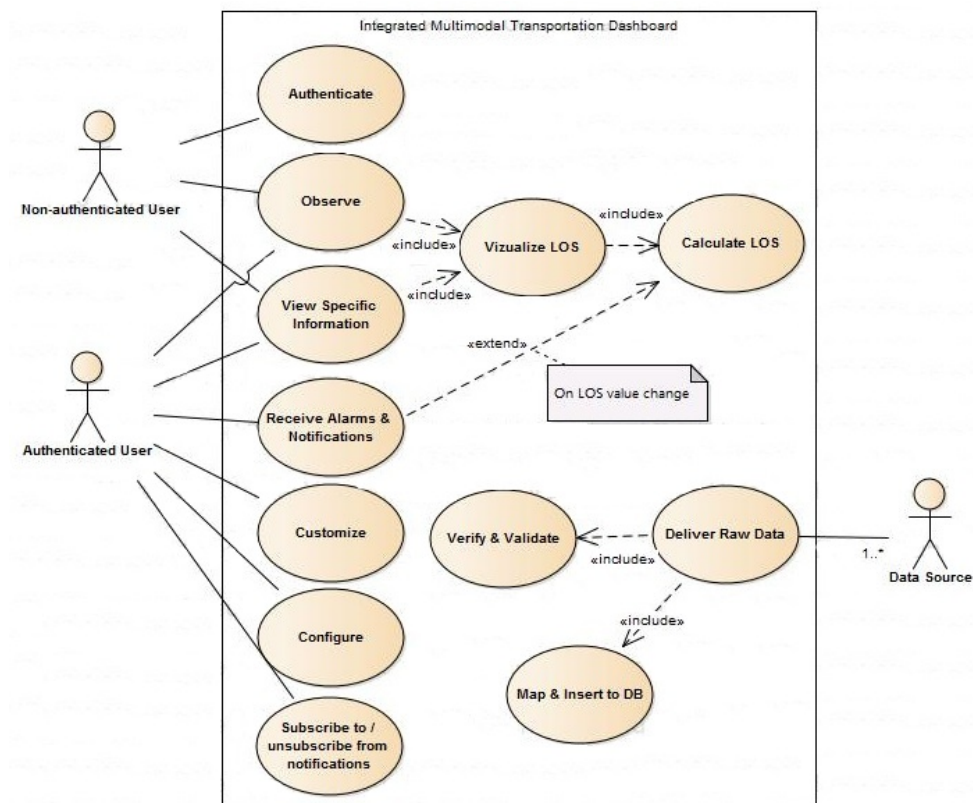 Integrated Multimodal Transportation Dashboard
Authenticate
Non-authenticated User
Observe
«include»
Vizualize LOS
«include»
Calculate LOS
View Specific
Information
«include»
«extend»
On LOS value change
Authenticated User
Receive Alarms &
Notifications
Customize
Verify & Validate
«include»
Deliver Raw Data
1..*
Data Source
Configure
«include»
Map & Insert to DB
Subscribe to /
unsubscribe from
notifications